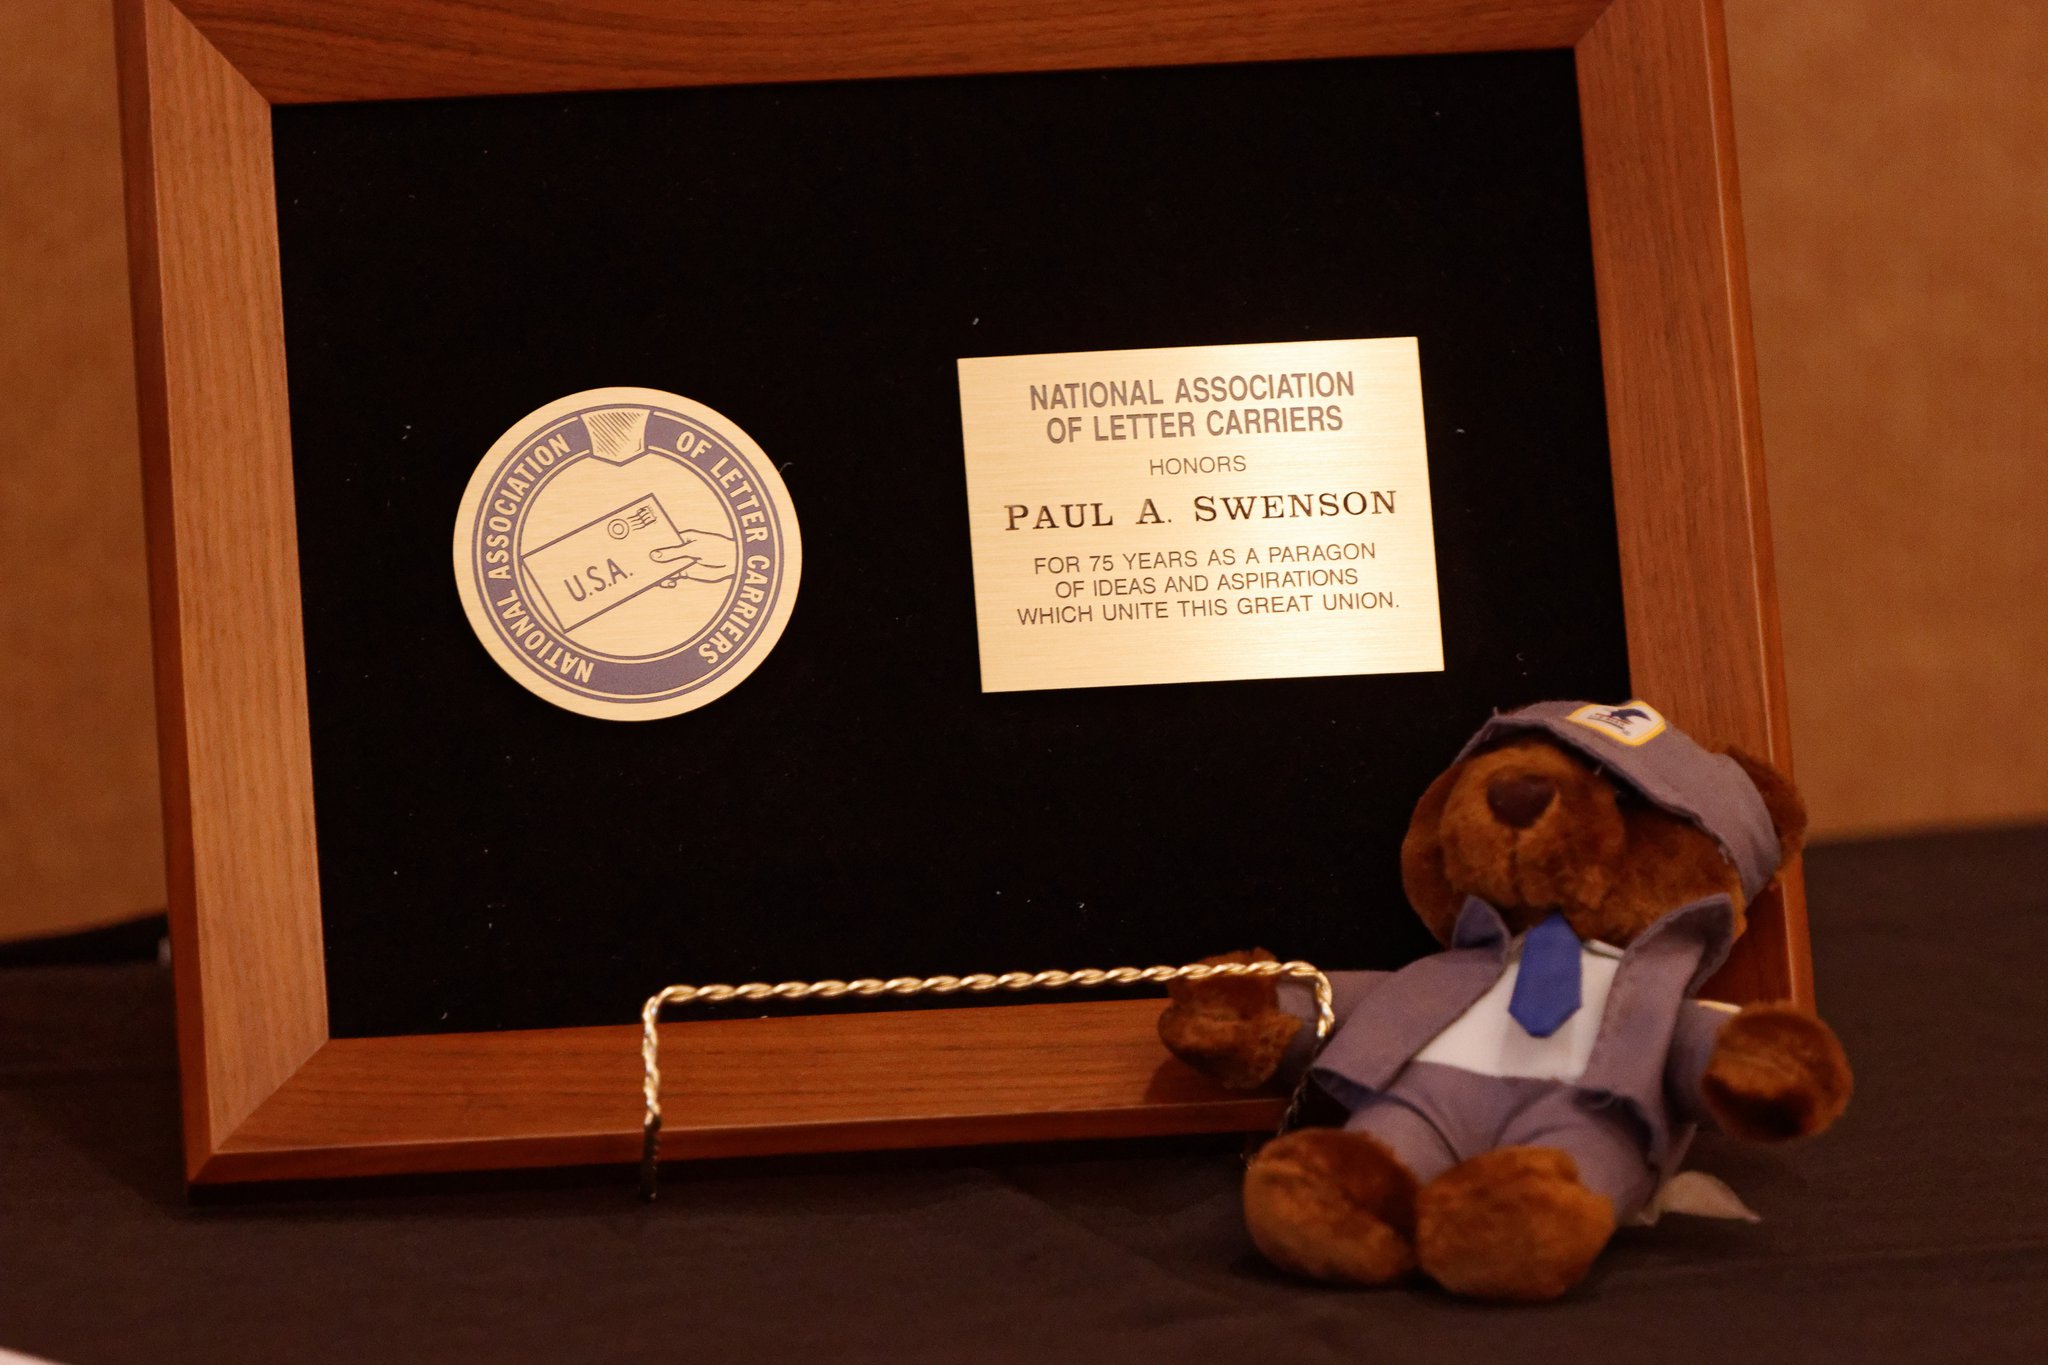 NATIONAL ASSOCIATION OF LETTER CARRIERS
U.S.A.
NATIONAL ASSOCIATION
OF LETTER CARRIERS
HONORS
PAUL A. SWENSON
FOR 75 YEARS AS A PARAGON
OF IDEAS AND ASPIRATIONS
WHICH UNITE THIS GREAT UNION.